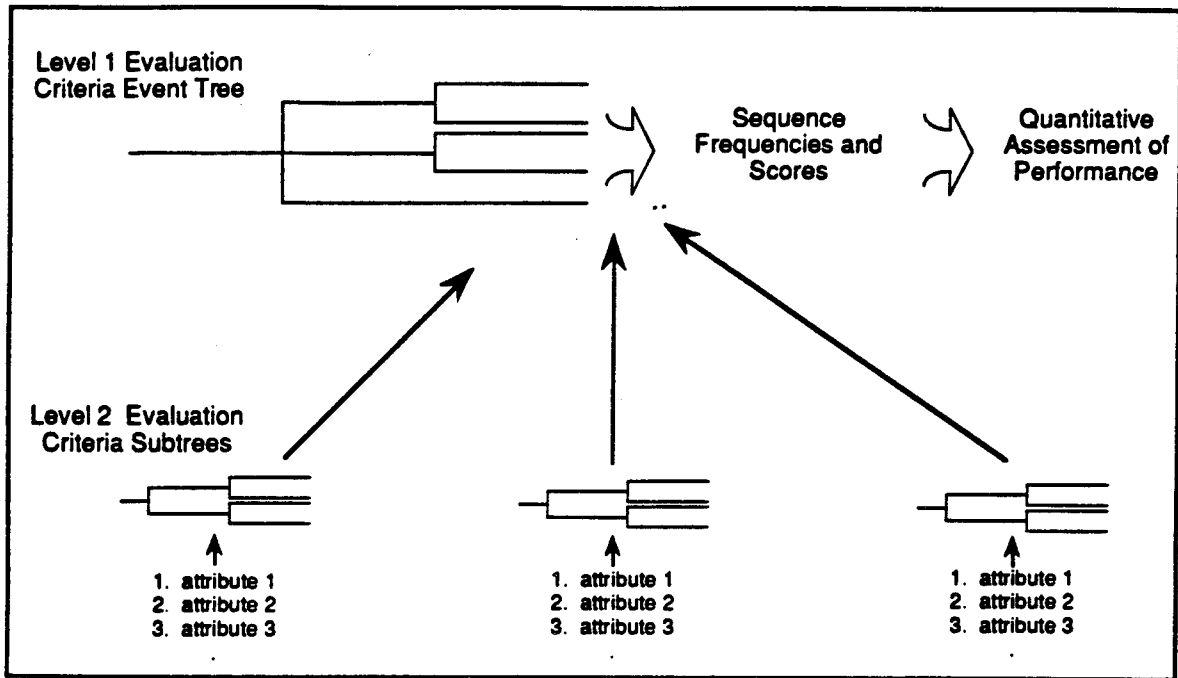 Level 1 Evaluation
Criteria Event Tree
Sequence
Frequencies and
Scores
Quantitative
Assessment of
Performance
Level 2 Evaluation
Criteria Subtrees
1. attribute 1
2. attribute 2
3. attribute 3
1. attribute 1
2. attribute 2
3. attribute 3
1. attribute 1
2. attribute 2
3. attribute 3